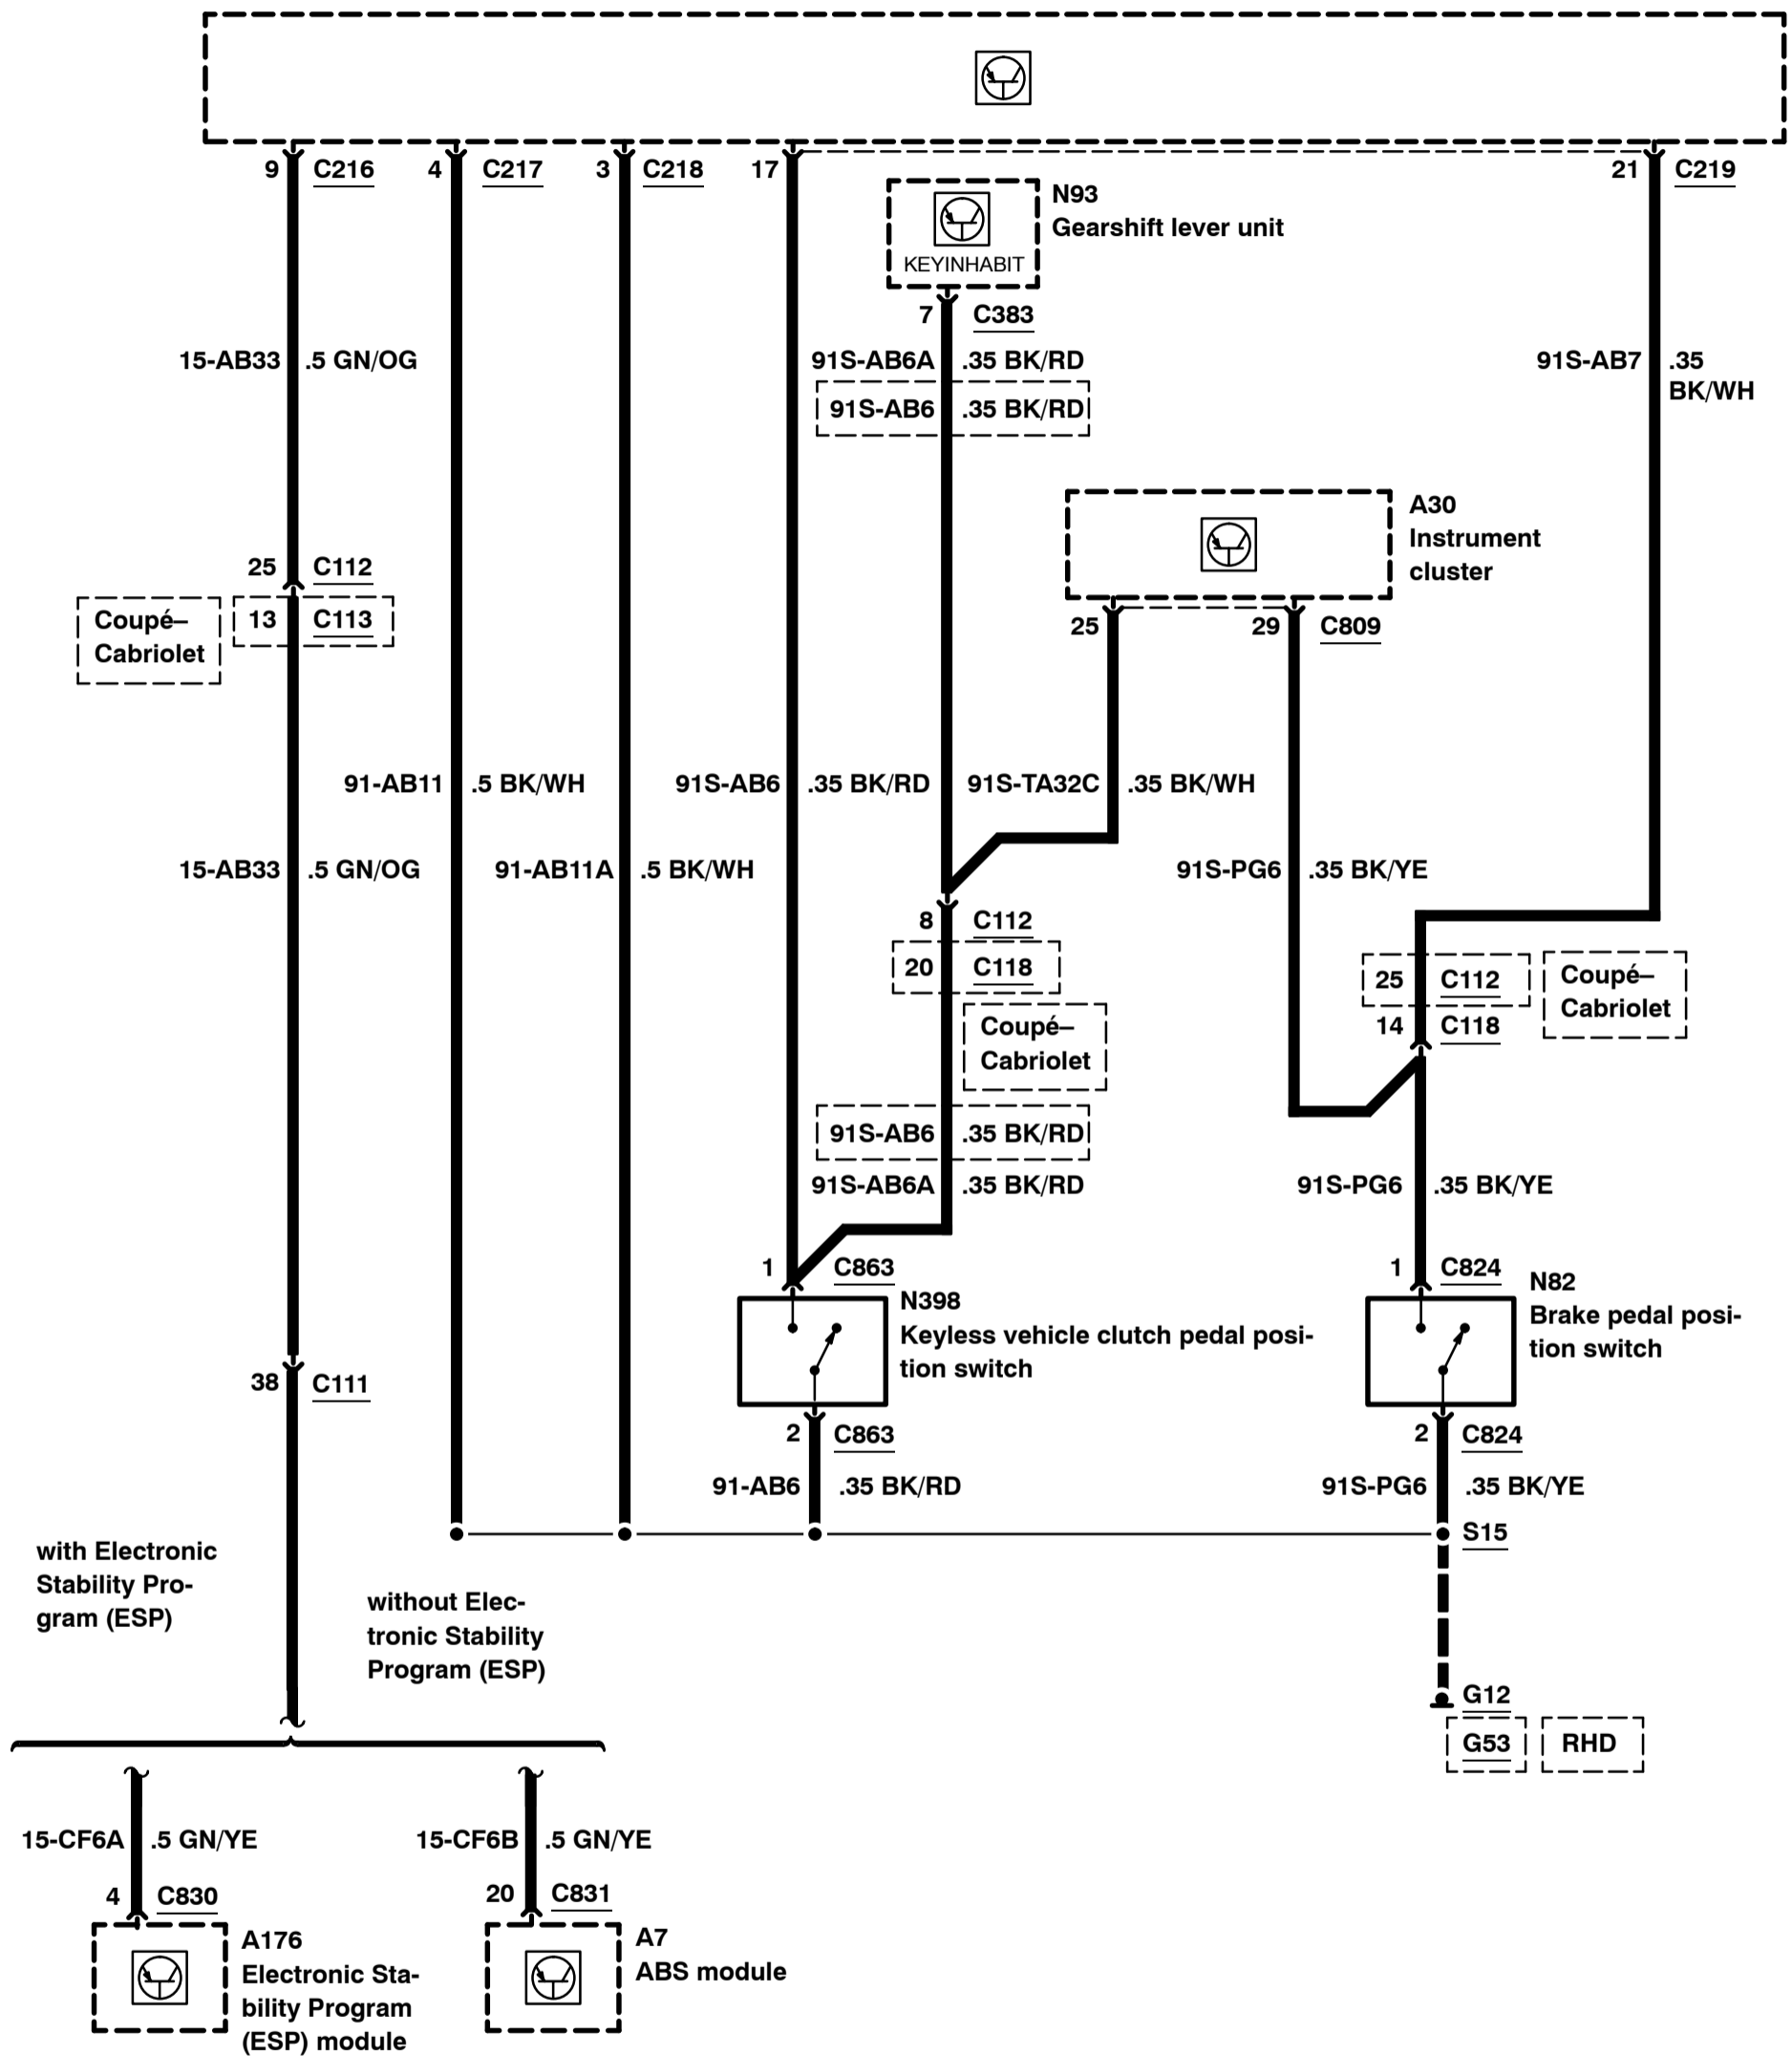 9 C216 4 C217 3 C218 17 21 C219
N93
Gearshift lever unit
KEYINHABIT
7 C383
15-AB33 .5 GN/OG 91S-AB6A .35 BK/RD 91S-AB7 .35
BK/WH
91S-AB6 .35 BK/RD
A30
Instrument
cluster
25 C112
13 C113
Coupé–
Cabriolet
25 29 C809
91-AB11 .5 BK/WH 91S-AB6 .35 BK/RD 91S-TA32C .35 BK/WH
15-AB33 .5 GN/OG 91-AB11A .5 BK/WH 91S-PG6 .35 BK/YE
8 C112
20 C118
Coupé–
Cabriolet
25 C112
14 C118
Coupé–
Cabriolet
91S-AB6 .35 BK/RD
91S-AB6A .35 BK/RD 91S-PG6 .35 BK/YE
1 C863 1 C824
N398
Keyless vehicle clutch pedal posi-
tion switch
N82
Brake pedal posi-
tion switch
38 C111
2 C863 2 C824
91-AB6 .35 BK/RD 91S-PG6 .35 BK/YE
S15
with Electronic
Stability Pro-
gram (ESP)
without Elec-
tronic Stability
Program (ESP)
G12
G53 RHD
15-CF6A .5 GN/YE 15-CF6B .5 GN/YE
4 C830 20 C831
A176
Electronic Sta-
bility Program
(ESP) module
A7
ABS module